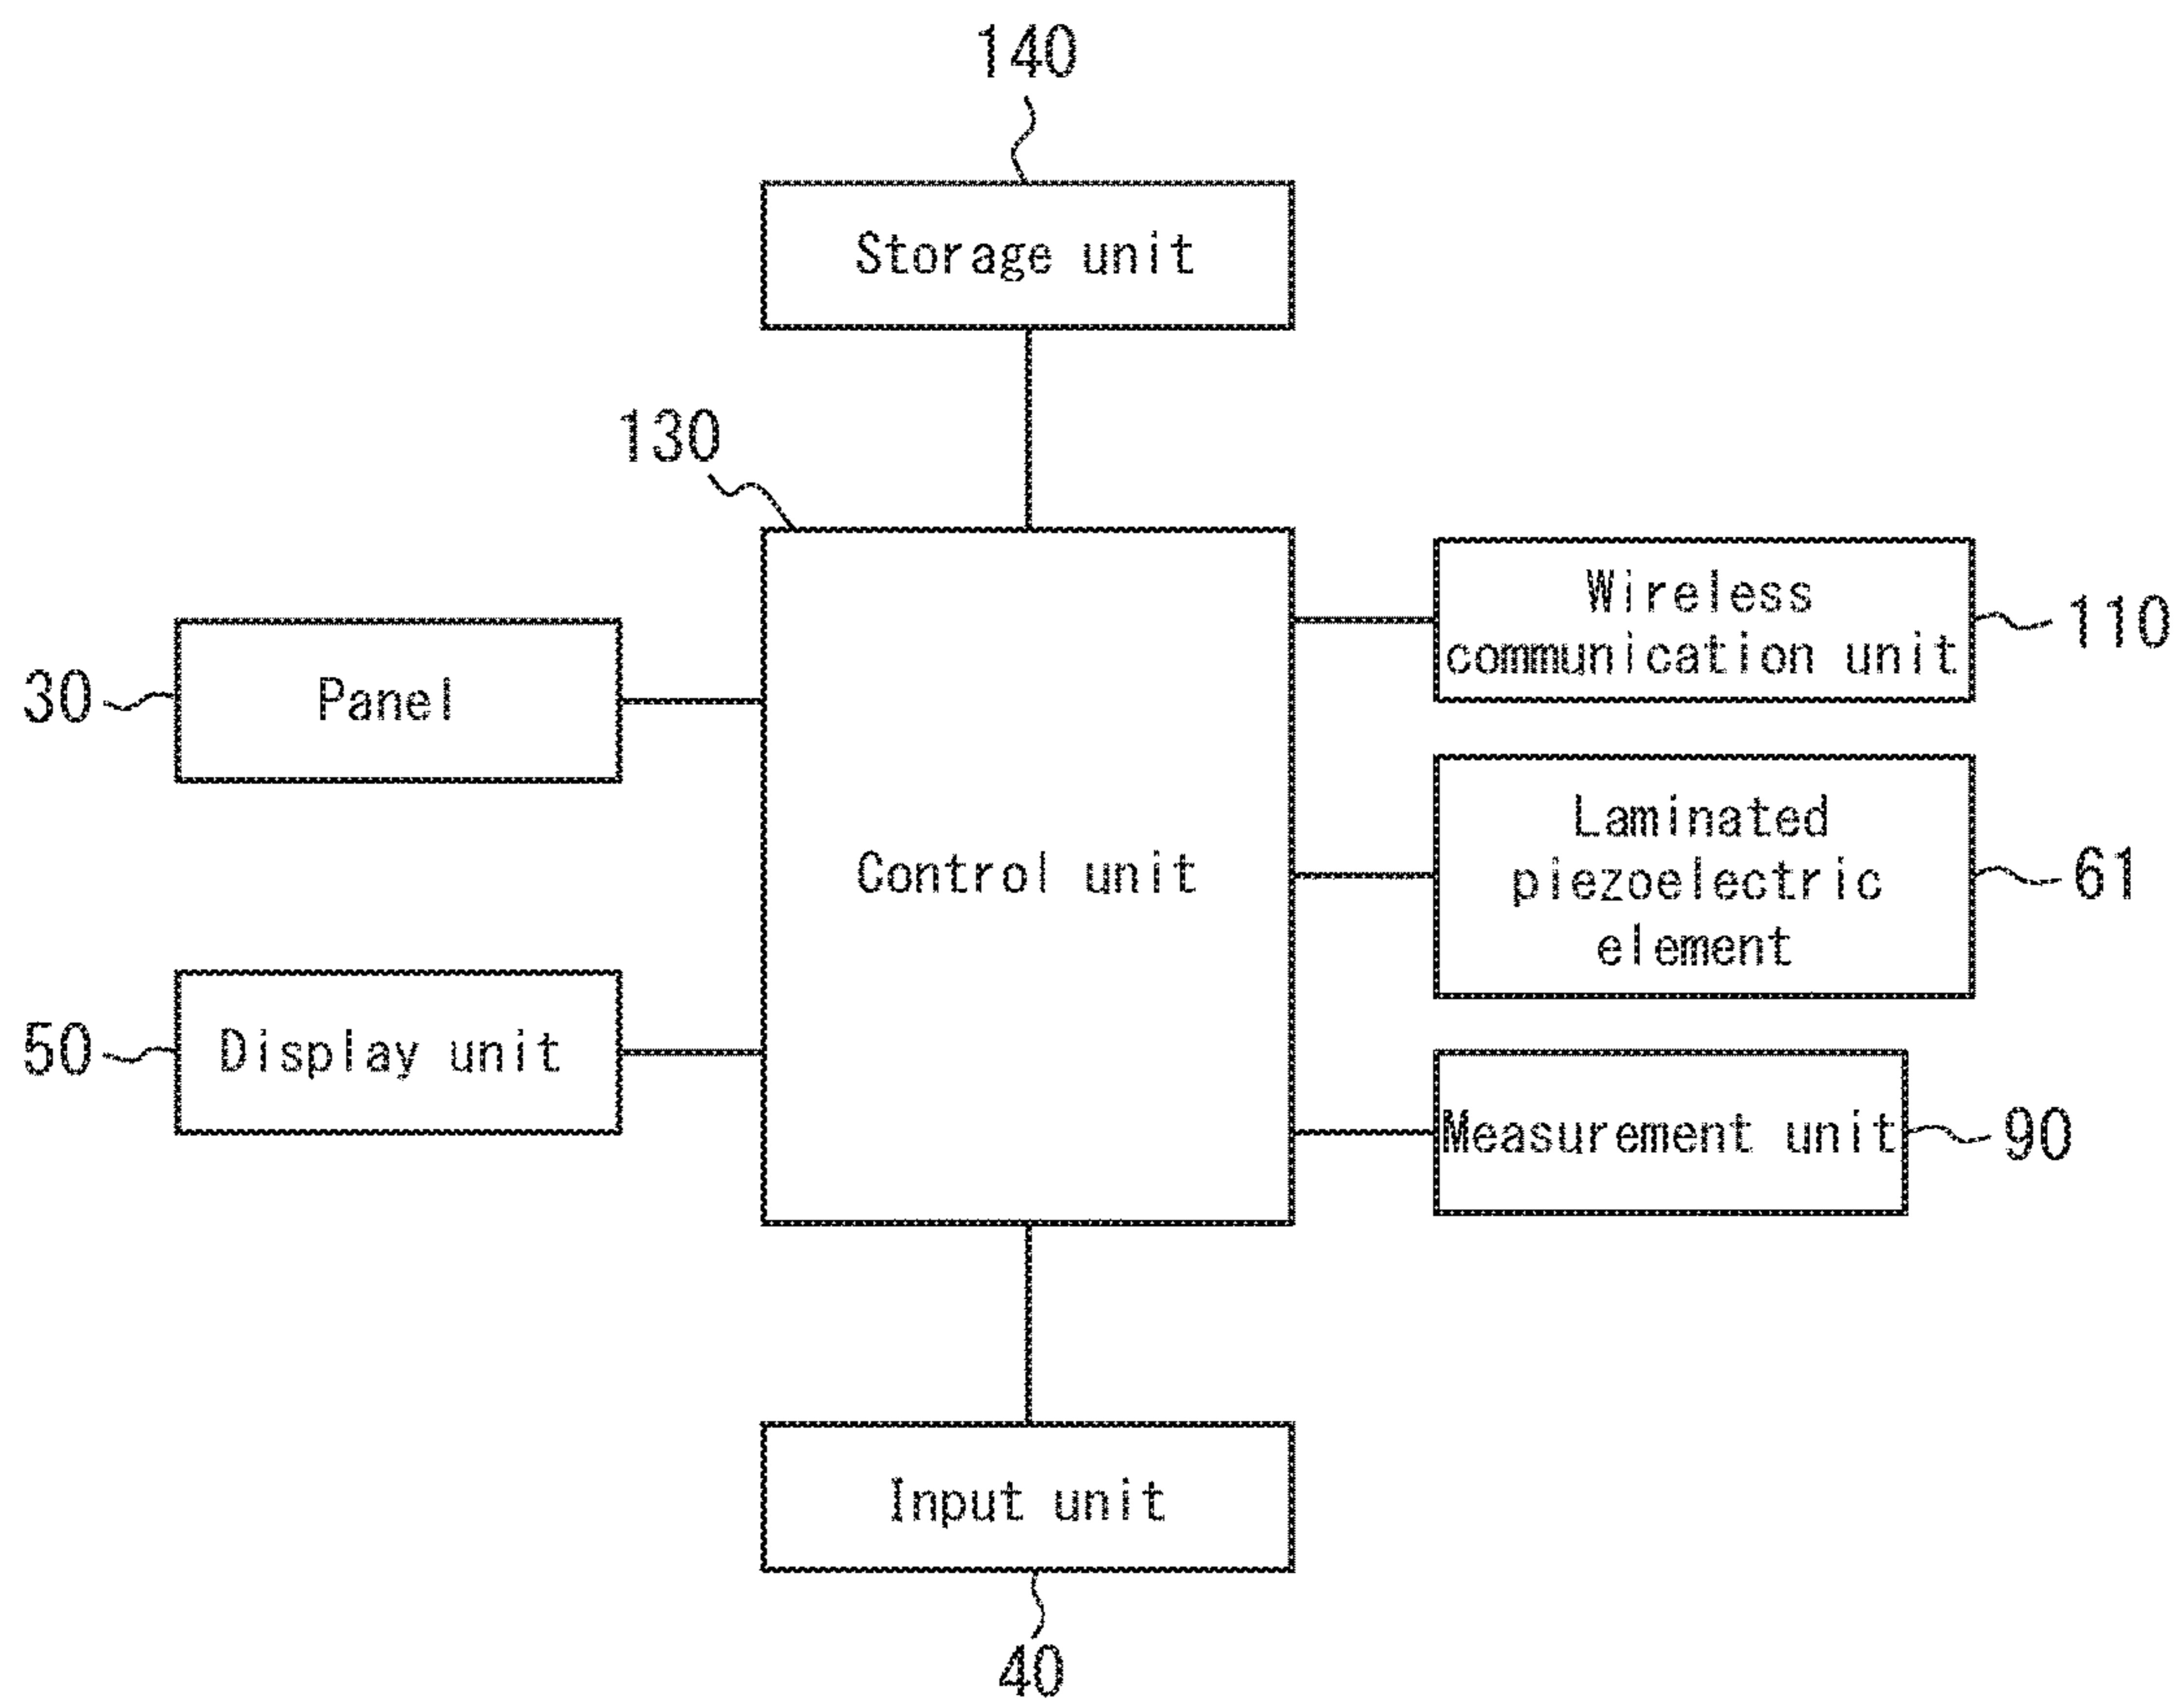 140
Storage unit
130
Wireless
communication unit
110
30
Panel
Laminated
piezoelectric
element
61
Control unit
50
Display unit
Measurement unit
90
Input unit
40